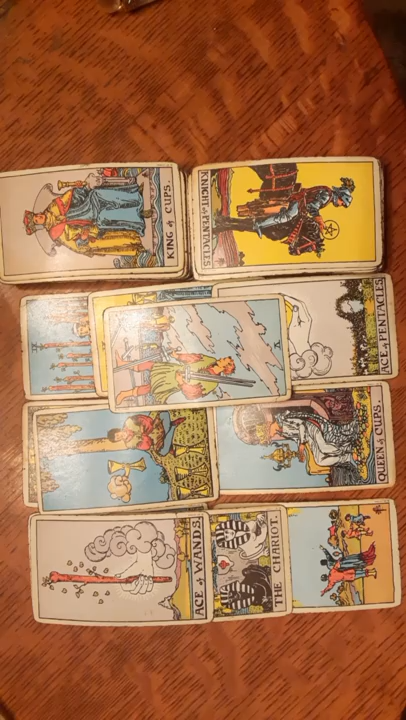 KING of CUPS.
KNIGHT of PENTACLES.
V
ACE of PENTACLES
QUEEN of CUPS.
ACE of WANDS.
THE CHARIOT.